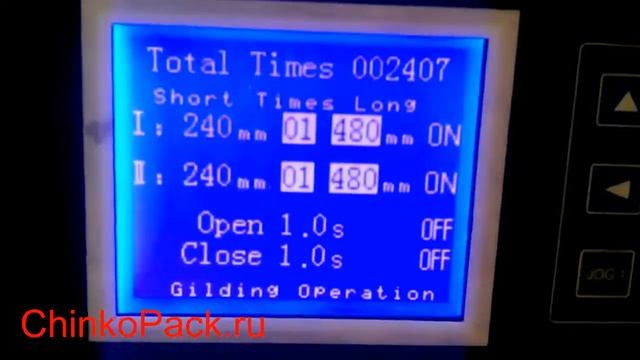 Total Times 002407
Short Times Long
Ⅰ: 240mm 01 480mm ON
Ⅱ: 240mm 01 480mm ON
Open 1.0s OFF
Close 1.0s OFF
Gilding Operation
JOG
ChinkoPack.ru